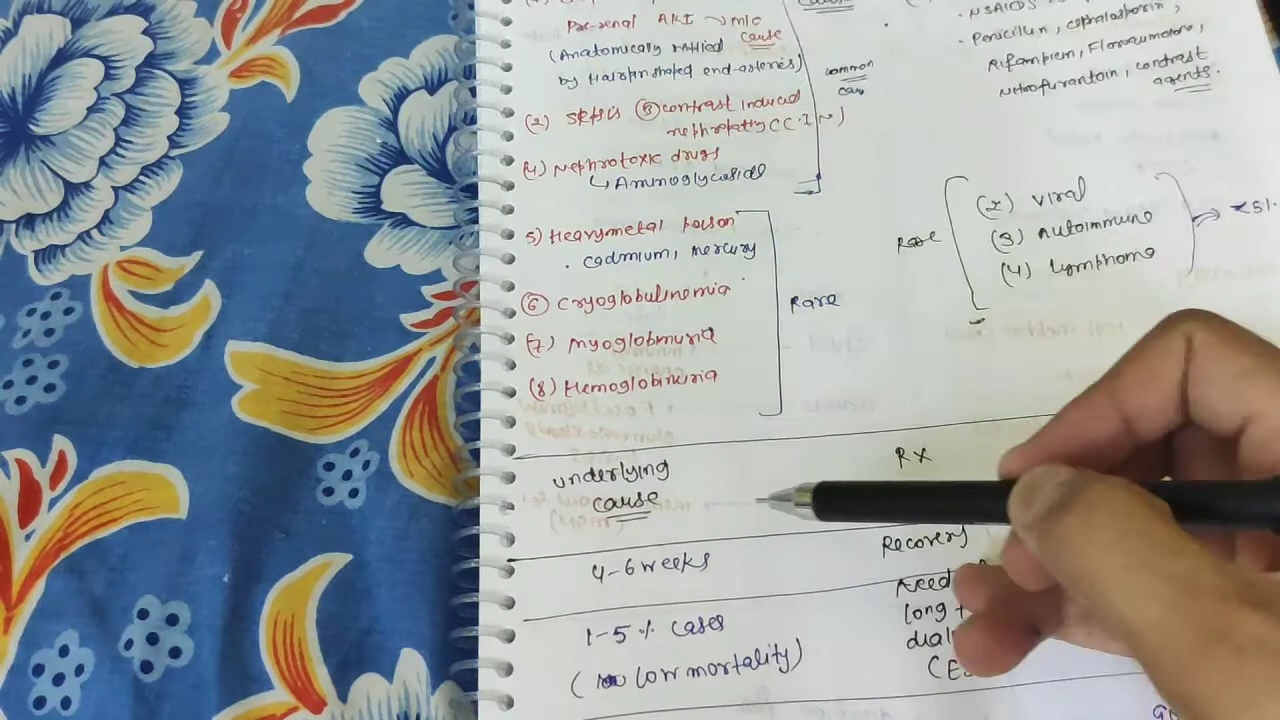 Pre-renal AKI → m/c cause
(Anatomically
by Hairpin shaped end-arteries)
common
(2) sepsis (3) contrast induced
nephropathy (C.I.N)
(4) Nephrotoxic drugs
↳ Aminoglycoside
5) Heavymetal poison
. cadmium, mercury
(6) cryoglobulinemia
(7) myoglobinuria
(8) Hemoglobinuria
Rare
underlying
cause
4-6 weeks
1-5 % cases
(low mortality)
. NSAIDS
. Penicillin, cephalosporin,
Rifampiem,
Nitrofurantoin, contrast
agents.
Rare
(2) viral
(3) Autoimmune
(4) lymphoma
RX
Recovery
Need
long